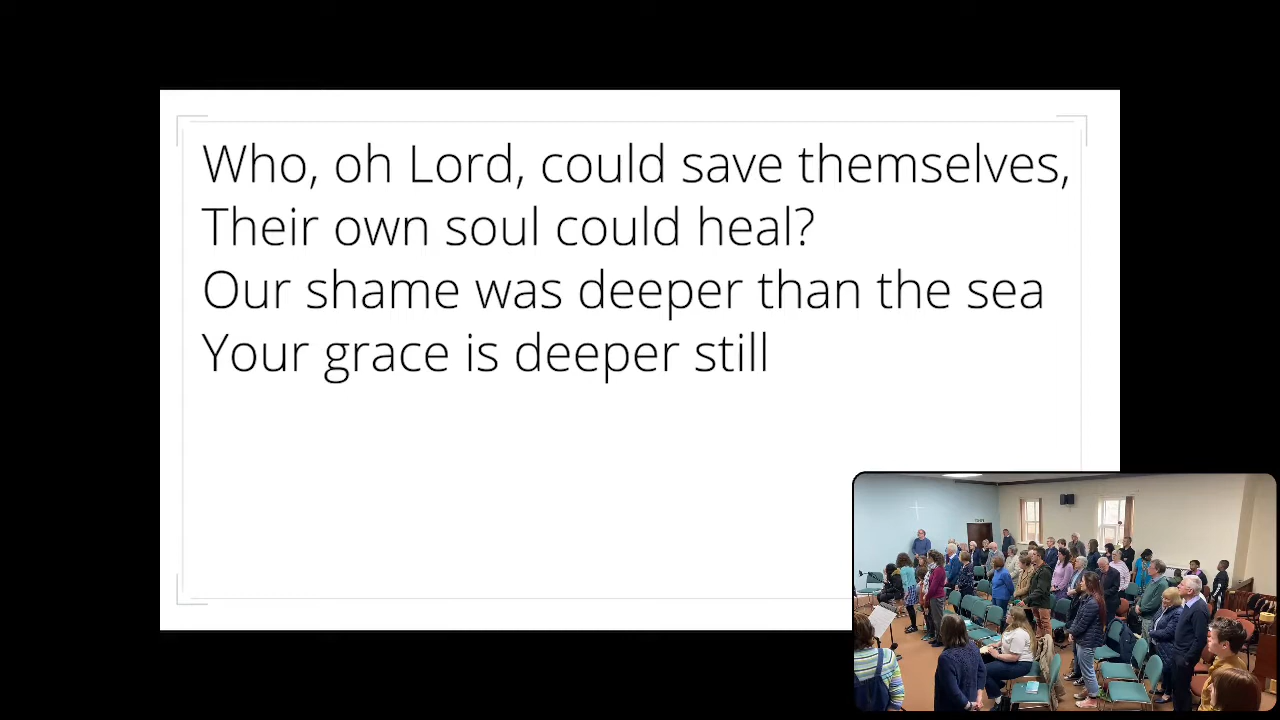 Who, oh Lord, could save themselves,
Their own soul could heal?
Our shame was deeper than the sea
Your grace is deeper still